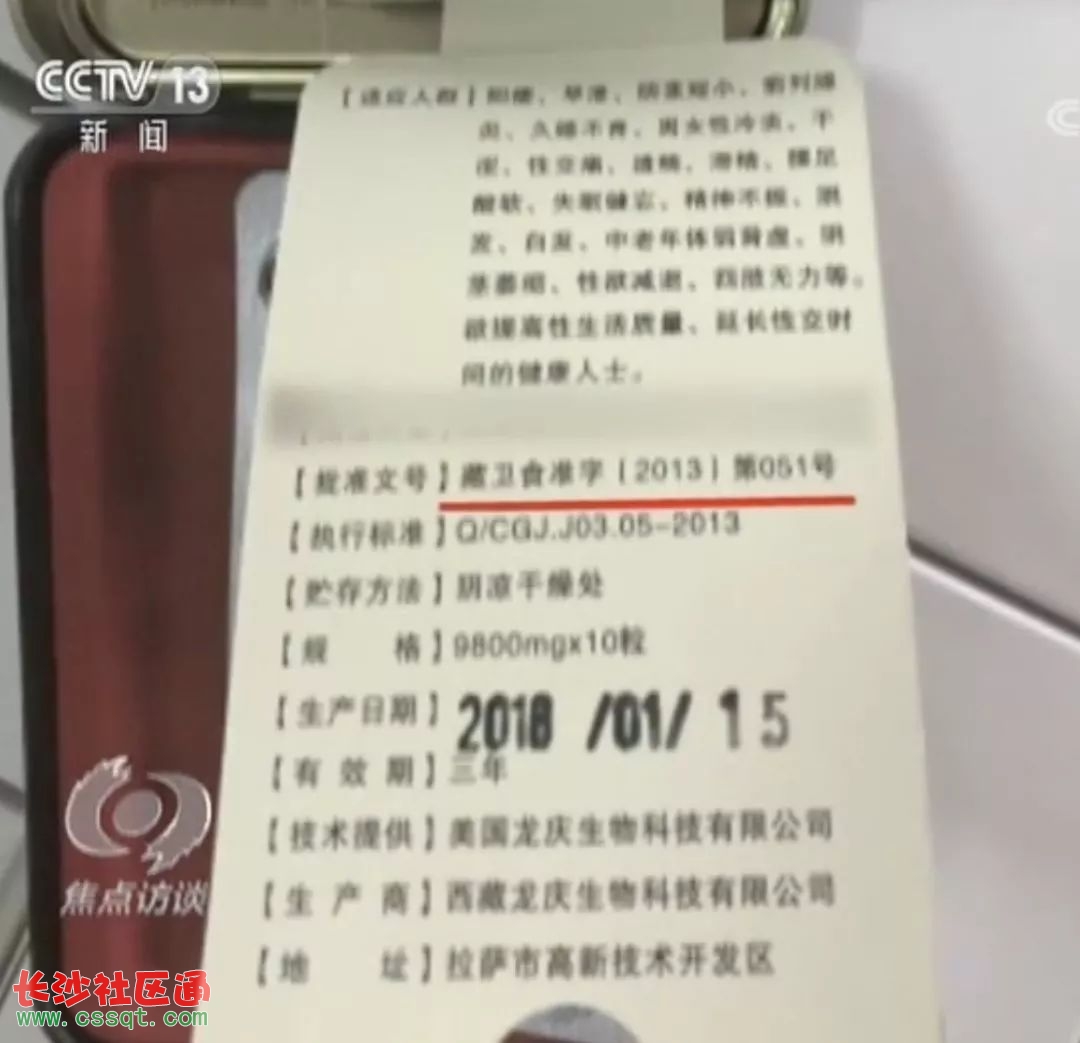 CCTV 13
新闻
【适应人群】阳痿、早泄、阴茎短小、前列腺
炎、久婚不育、男女性冷淡、干
涩、性交痛、遗精、滑精、腰足
酸软、失眠健忘、精神不振、脱
发、白发、中老年体弱肾虚、阴
茎萎缩、性欲减退、四肢无力等。
欲提高性生活质量、延长性交时
间的健康人士。
【批准文号】藏卫食准字（2013）第051号
【执行标准】Q/CGJ.J03.05-2013
【贮存方法】阴凉干燥处
【规 格】9800mgx10粒
【生产日期】2018 /01/ 15
【有 效 期】三年
【技术提供】美国龙庆生物科技有限公司
【生 产 商】西藏龙庆生物科技有限公司
【地 址】拉萨市高新技术开发区
焦点访谈
长沙社区通
www.cssqt.com